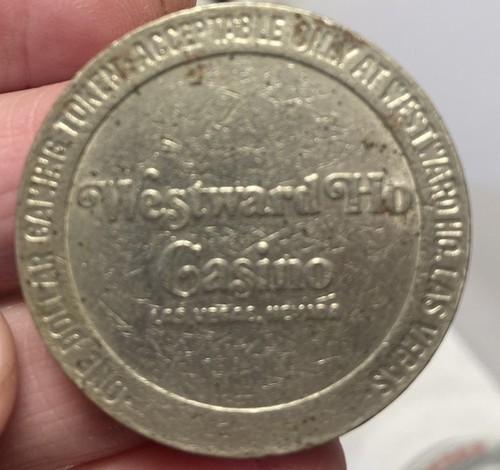 ONE DOLLAR GAMING TOKEN · ACCEPTABLE ONLY AT WESTWARD HO, LAS VEGAS ·
Westward Ho
Casino
LAS VEGAS, NEVADA